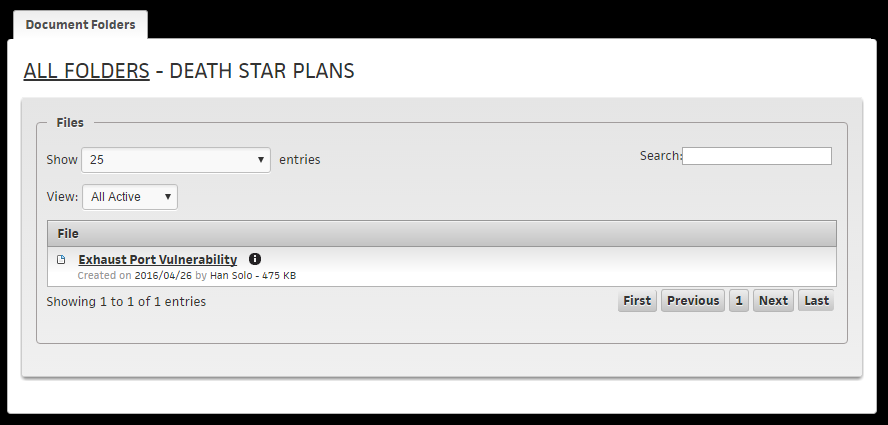 Document Folders
ALL FOLDERS - DEATH STAR PLANS
Files
Show 25 entries
Search:
View: All Active
File
Exhaust Port Vulnerability
Created on 2016/04/26 by Han Solo - 475 KB
Showing 1 to 1 of 1 entries
First Previous 1 Next Last